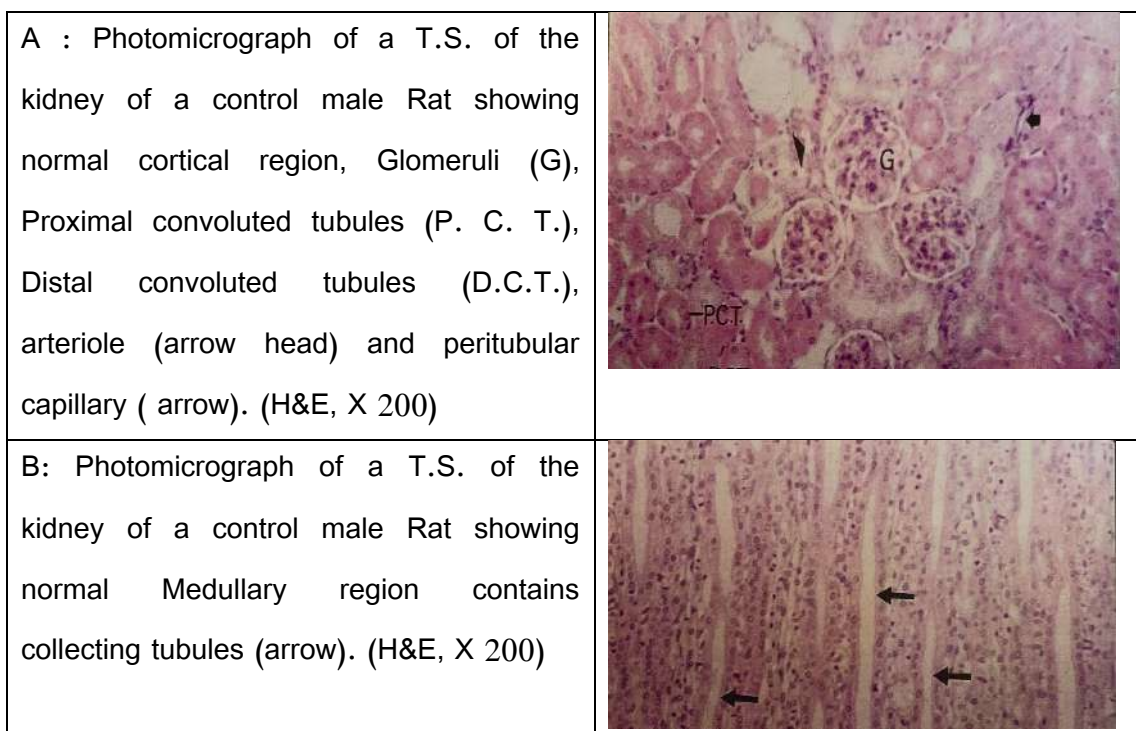 A : Photomicrograph of a T.S. of the
kidney of a control male Rat showing
normal cortical region, Glomeruli (G),
Proximal convoluted tubules (P. C. T.),
Distal convoluted tubules (D.C.T.),
arteriole (arrow head) and peritubular
capillary ( arrow). (H&E, X 200)
G
P.C.T.
B: Photomicrograph of a T.S. of the
kidney of a control male Rat showing
normal Medullary region contains
collecting tubules (arrow). (H&E, X 200)